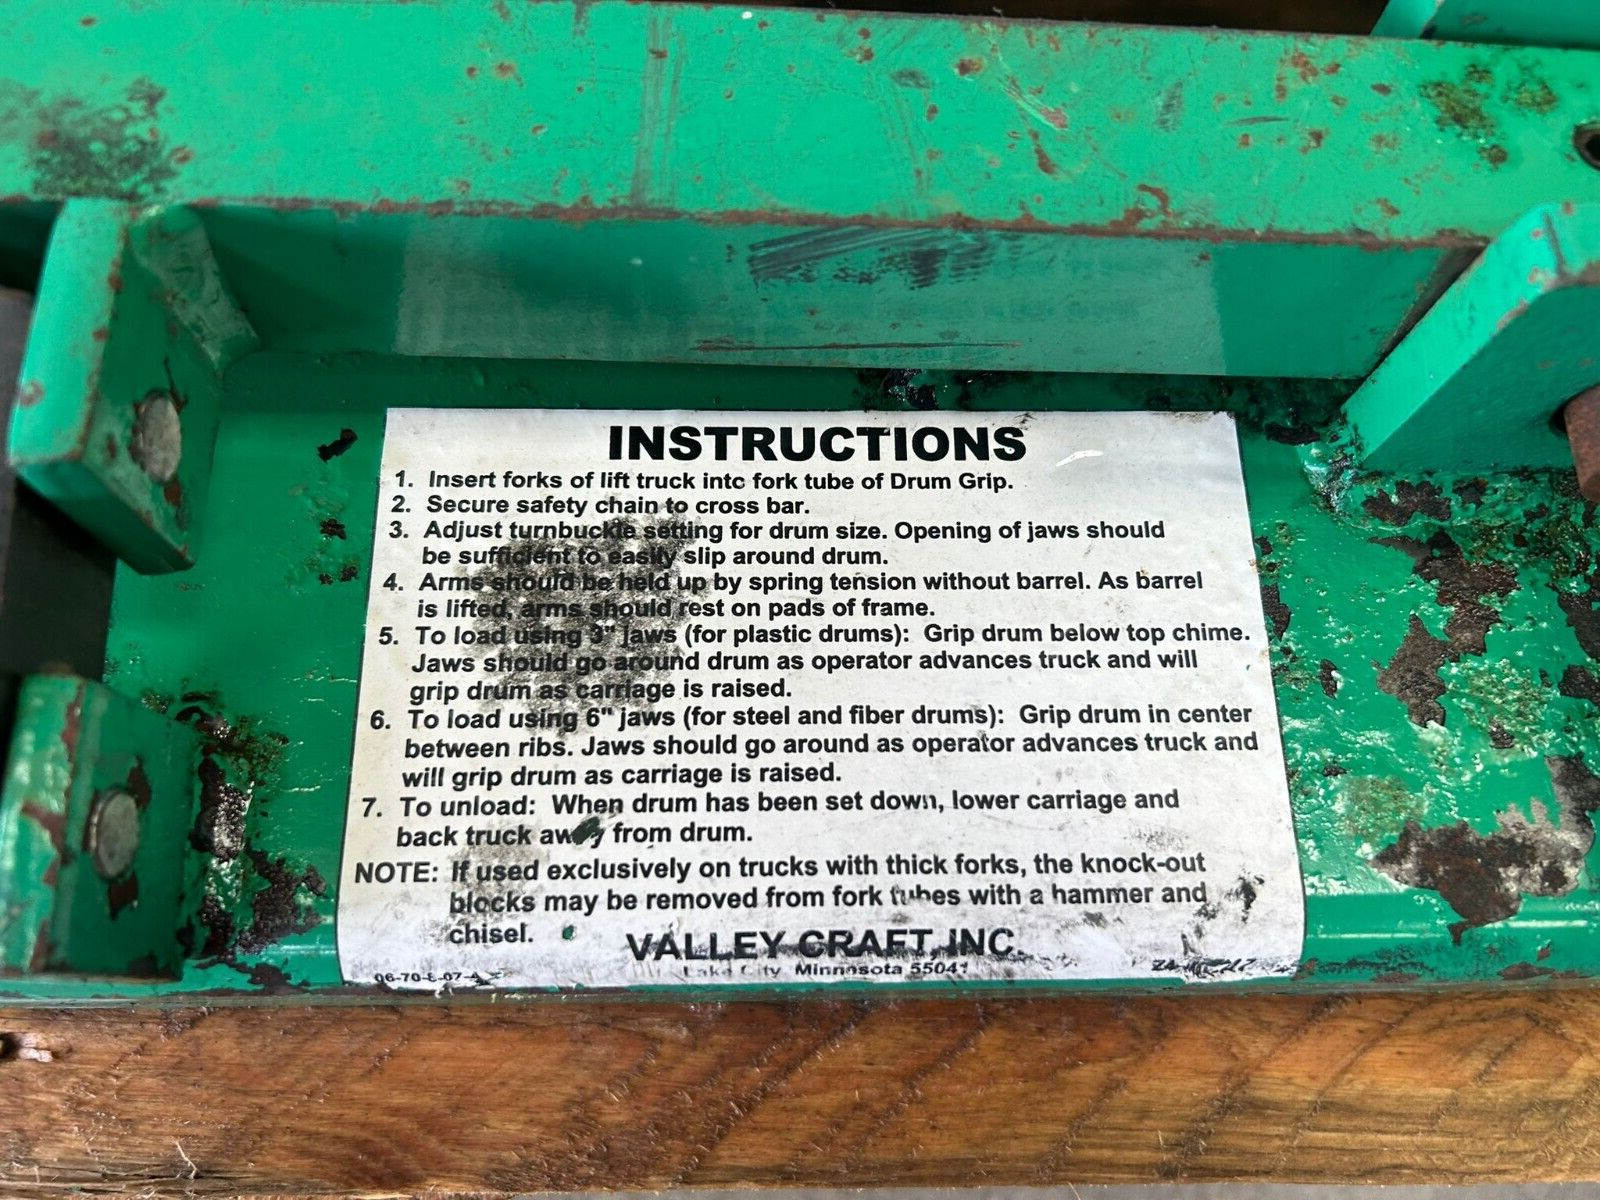 INSTRUCTIONS
1. Insert forks of lift truck into fork tube of Drum Grip.
2. Secure safety chain to cross bar.
3. Adjust turnbuckle setting for drum size. Opening of jaws should
be sufficient to easily slip around drum.
4. Arms should be held up by spring tension without barrel. As barrel
is lifted, arms should rest on pads of frame.
5. To load using 3" jaws (for plastic drums): Grip drum below top chime.
Jaws should go around drum as operator advances truck and will
grip drum as carriage is raised.
6. To load using 6" jaws (for steel and fiber drums): Grip drum in center
between ribs. Jaws should go around as operator advances truck and
will grip drum as carriage is raised.
7. To unload: When drum has been set down, lower carriage and
back truck away from drum.
NOTE: If used exclusively on trucks with thick forks, the knock-out
blocks may be removed from fork tubes with a hammer and
chisel.
VALLEY CRAFT, INC.
Lake City, Minnesota 55041